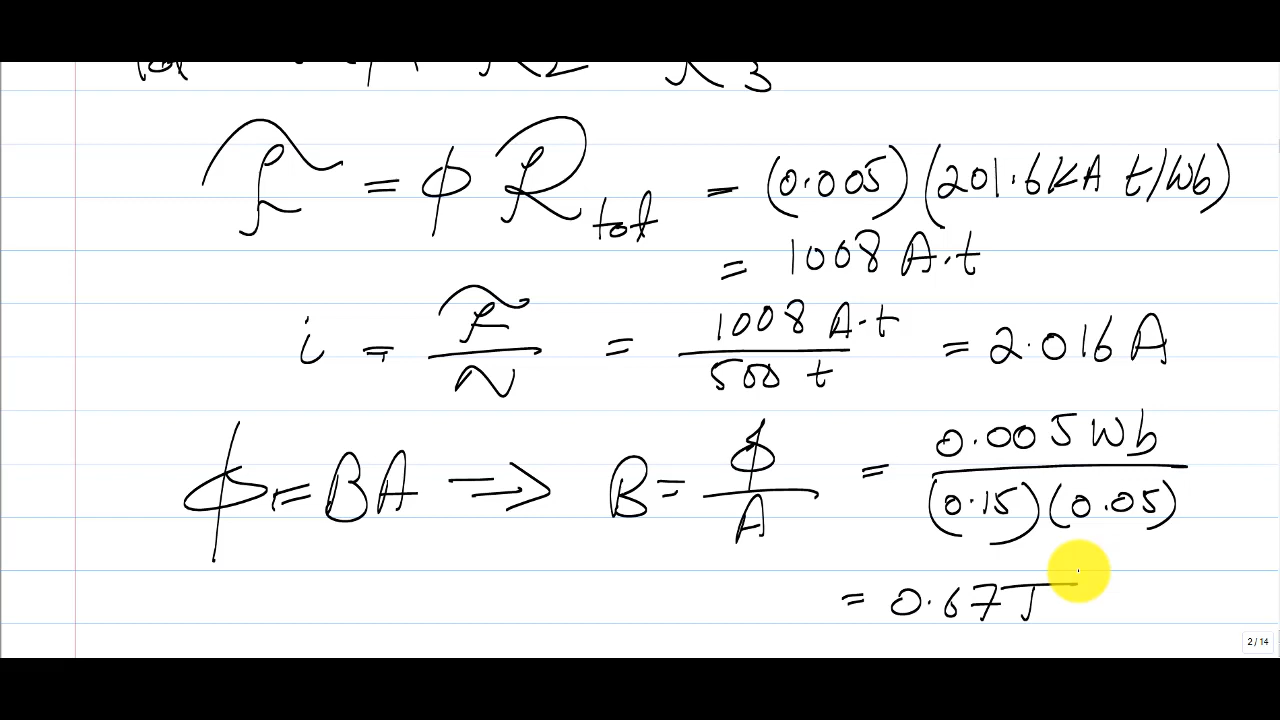 ℱ = φ ℛ tot = (0.005)(201.6kA t/Wb)
= 1008 A·t
i = ℱ/N = 1008 A·t / 500 t = 2.016 A
φ = BA => B = φ/A = 0.005 Wb / (0.15)(0.05)
= 0.67 T
2 / 14